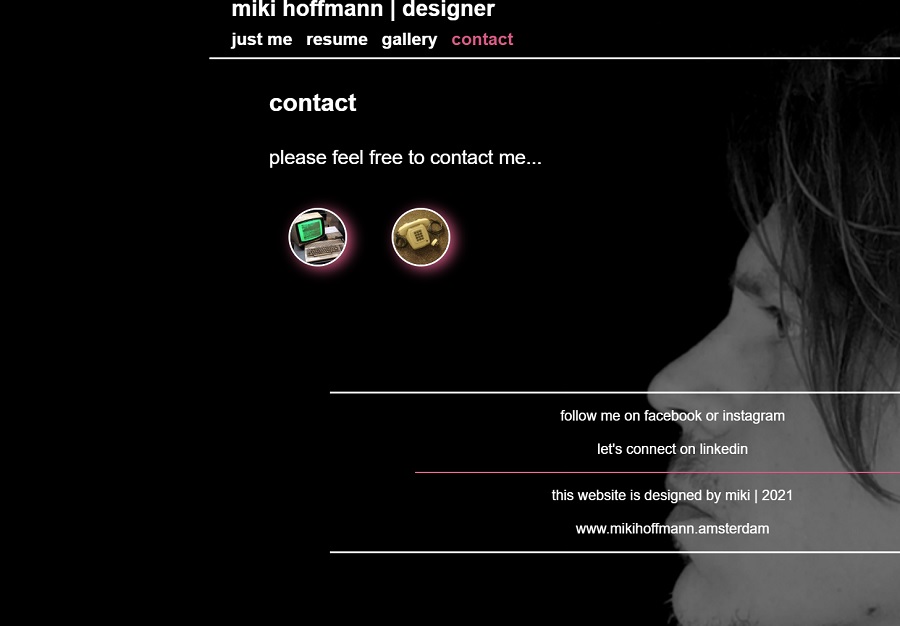 miki hoffmann | designer
just me resume gallery contact
contact
please feel free to contact me...
follow me on facebook or instagram
let's connect on linkedin
this website is designed by miki | 2021
www.mikihoffmann.amsterdam